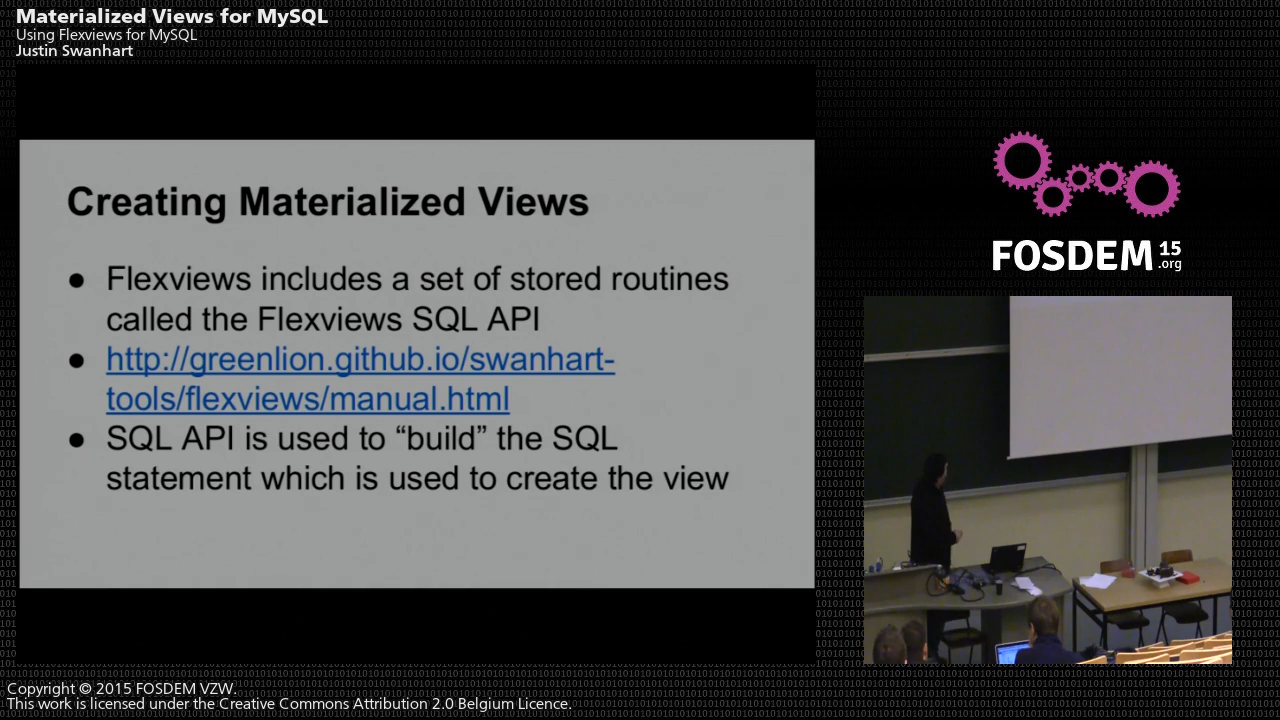 Materialized Views for MySQL
Using Flexviews for MySQL
Justin Swanhart
Creating Materialized Views
● Flexviews includes a set of stored routines
called the Flexviews SQL API
● http://greenlion.github.io/swanhart-
tools/flexviews/manual.html
● SQL API is used to “build” the SQL
statement which is used to create the view
FOSDEM 15
.org
Copyright © 2015 FOSDEM VZW.
This work is licensed under the Creative Commons Attribution 2.0 Belgium Licence.